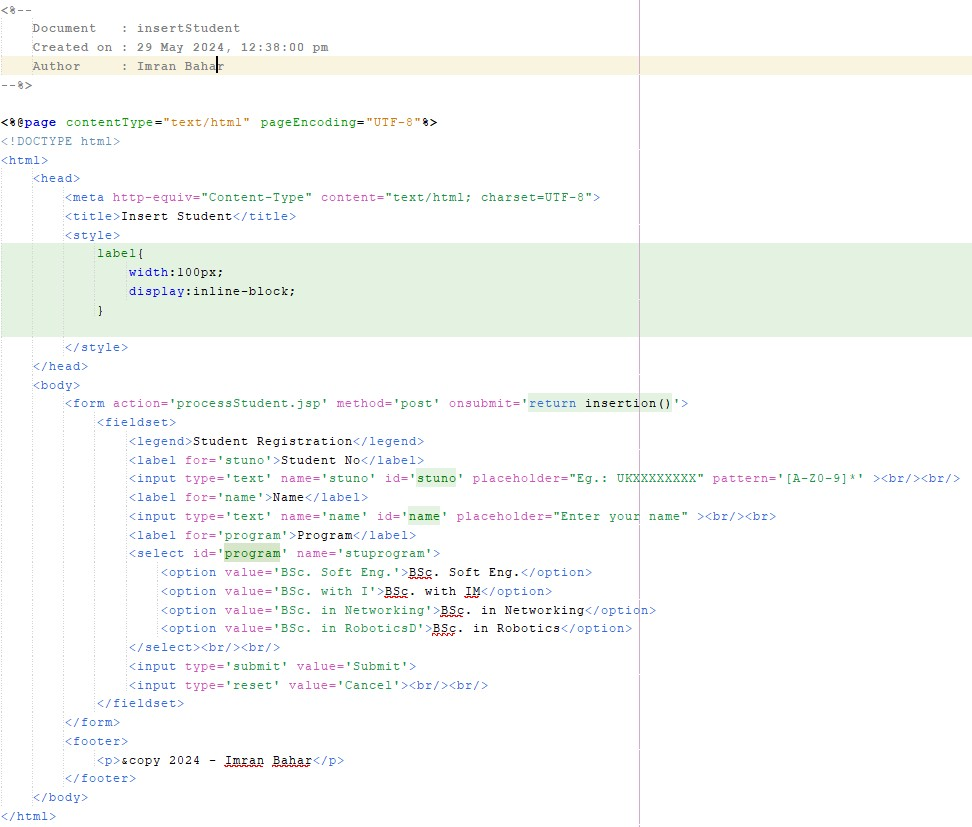 <%--
    Document   : insertStudent
    Created on : 29 May 2024, 12:38:00 pm
    Author     : Imran Bahar
--%>

<%@page contentType="text/html" pageEncoding="UTF-8"%>
<!DOCTYPE html>
<html>
    <head>
        <meta http-equiv="Content-Type" content="text/html; charset=UTF-8">
        <title>Insert Student</title>
        <style>
            label{
                width:100px;
                display:inline-block;
            }

        </style>
    </head>
    <body>
        <form action='processStudent.jsp' method='post' onsubmit='return insertion()'>
            <fieldset>
                <legend>Student Registration</legend>
                <label for='stuno'>Student No</label>
                <input type='text' name='stuno' id='stuno' placeholder="Eg.: UKXXXXXXXX" pattern='[A-Z0-9]*' ><br/><br/>
                <label for='name'>Name</label>
                <input type='text' name='name' id='name' placeholder="Enter your name" ><br/><br>
                <label for='program'>Program</label>
                <select id='program' name='stuprogram'>
                    <option value='BSc. Soft Eng.'>BSc. Soft Eng.</option>
                    <option value='BSc. with I'>BSc. with IM</option>
                    <option value='BSc. in Networking'>BSc. in Networking</option>
                    <option value='BSc. in RoboticsD'>BSc. in Robotics</option>
                </select><br/><br/>
                <input type='submit' value='Submit'>
                <input type='reset' value='Cancel'><br/><br/>
            </fieldset>
        </form>
        <footer>
            <p>&copy 2024 - Imran Bahar</p>
        </footer>
    </body>
</html>